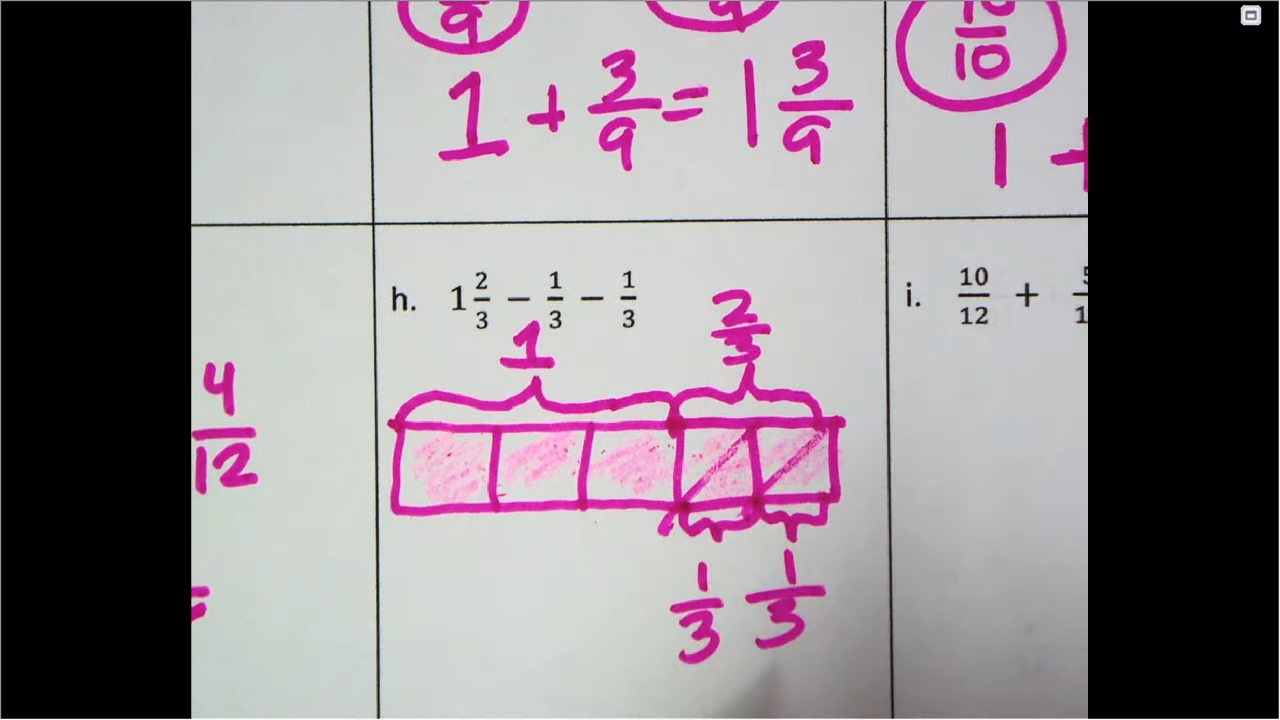 9
1 + 3/9 = 1 3/9
10/10
1 +
h. 1 2/3 − 1/3 − 1/3
i. 10/12 +
1 2/3
4/12
=
1/3 1/3